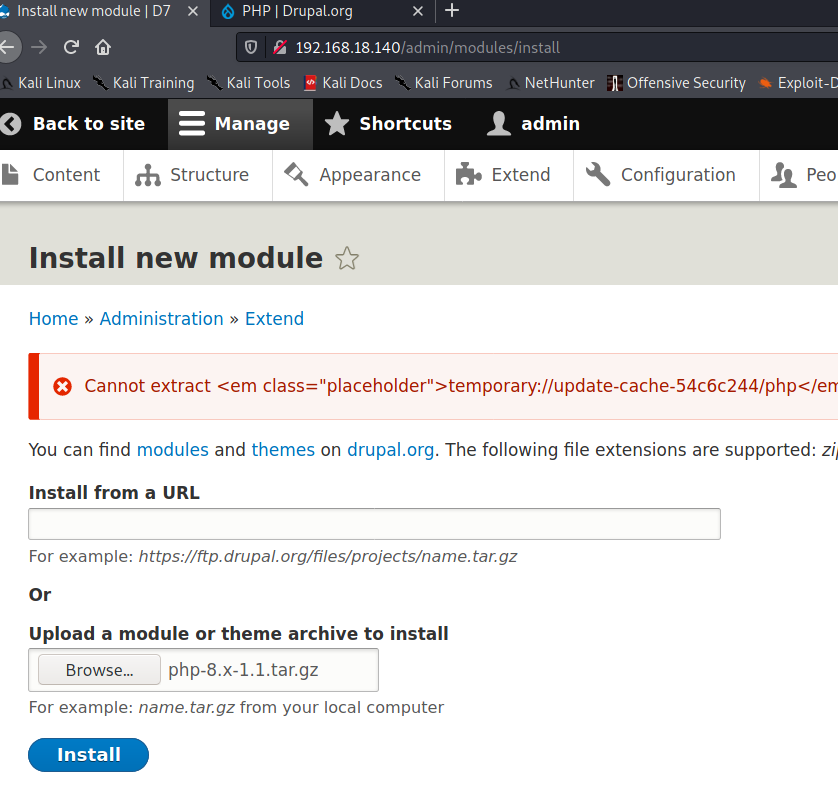 Install new module | D7 PHP | Drupal.org
192.168.18.140/admin/modules/install
Kali Linux Kali Training Kali Tools Kali Docs Kali Forums NetHunter Offensive Security Exploit-D
Back to site Manage Shortcuts admin
Content Structure Appearance Extend Configuration Peo
Install new module
Home » Administration » Extend
Cannot extract <em class="placeholder">temporary://update-cache-54c6c244/php</em
You can find modules and themes on drupal.org. The following file extensions are supported: zip
Install from a URL
For example: https://ftp.drupal.org/files/projects/name.tar.gz
Or
Upload a module or theme archive to install
Browse... php-8.x-1.1.tar.gz
For example: name.tar.gz from your local computer
Install